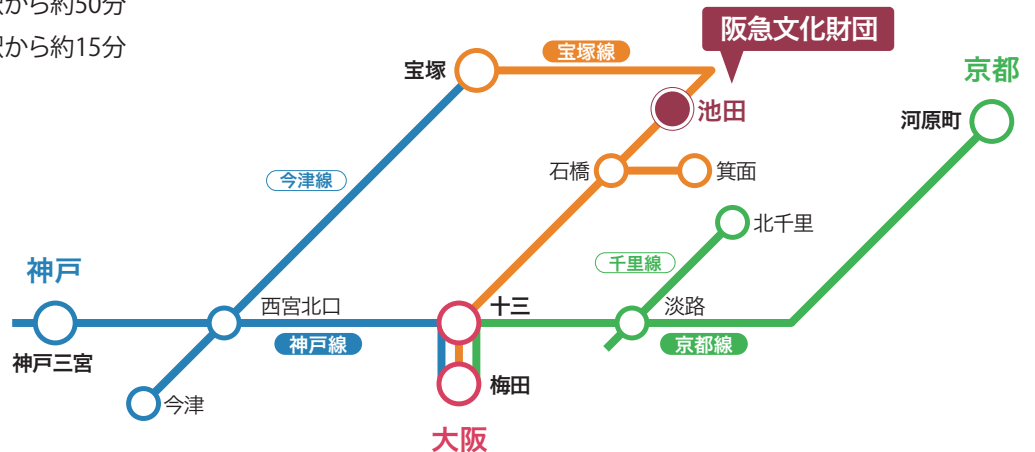 駅から約50分
駅から約15分
阪急文化財団
宝塚線
宝塚
京都
池田
河原町
石橋
箕面
今津線
北千里
千里線
神戸
西宮北口
十三
淡路
神戸線
京都線
神戸三宮
梅田
今津
大阪